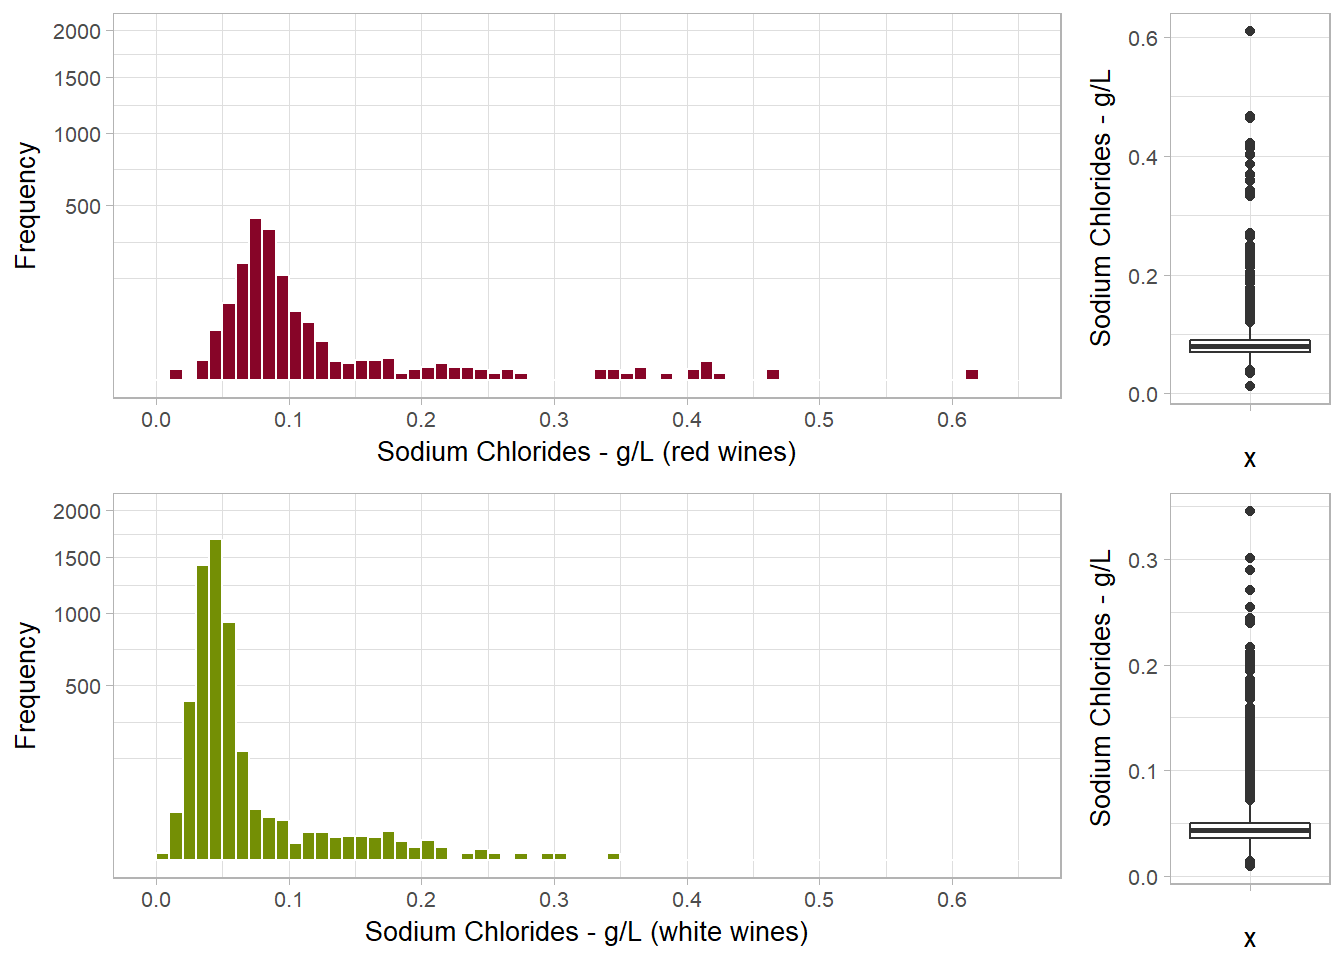 2000
1500
1000
500
Frequency
0.0 0.1 0.2 0.3 0.4 0.5 0.6
Sodium Chlorides - g/L (red wines)
0.6
0.4
0.2
0.0
Sodium Chlorides - g/L
x
2000
1500
1000
500
Frequency
0.0 0.1 0.2 0.3 0.4 0.5 0.6
Sodium Chlorides - g/L (white wines)
0.3
0.2
0.1
0.0
Sodium Chlorides - g/L
x